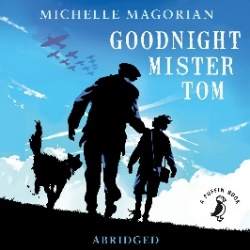 MICHELLE MAGORIAN
GOODNIGHT
MISTER
TOM
A PUFFIN BOOK
ABRIDGED